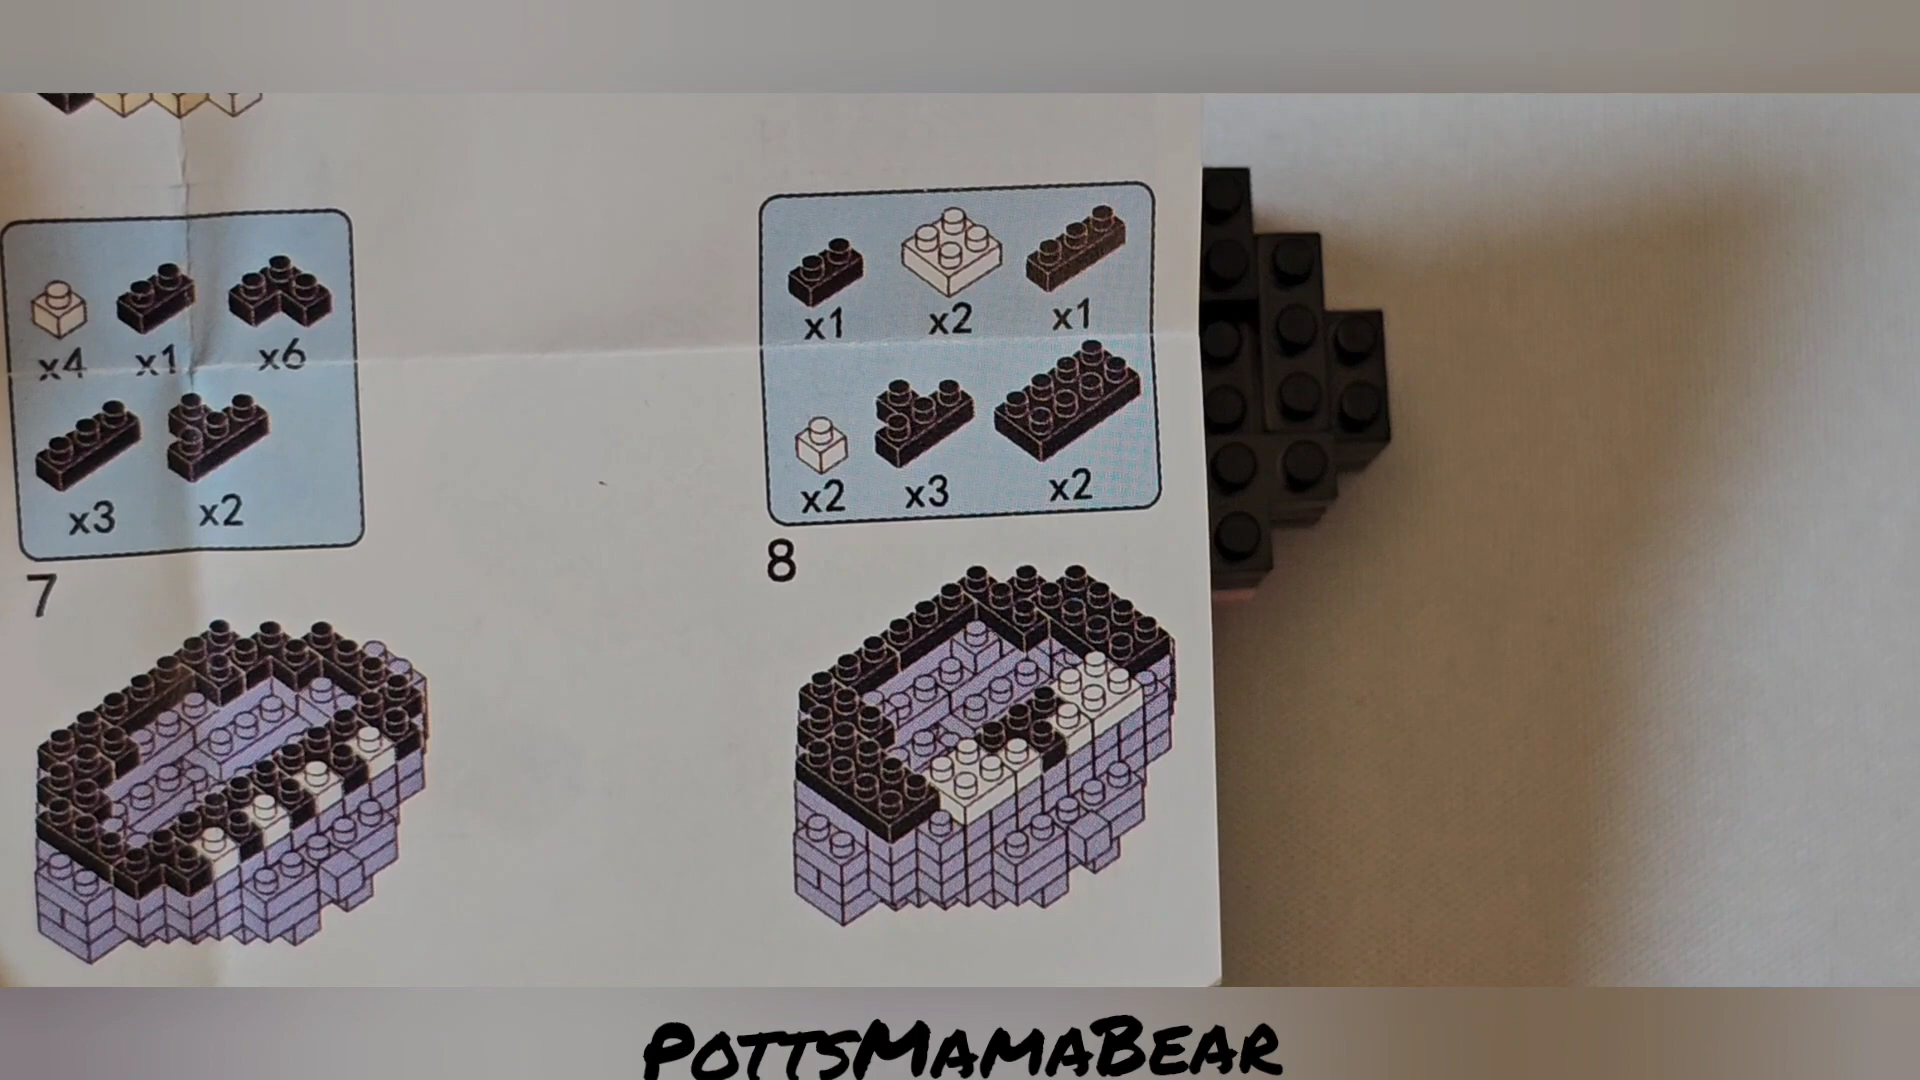 x4 x1 x6
x3 x2
7
x1 x2 x1
x2 x3 x2
8
PottsMamaBear